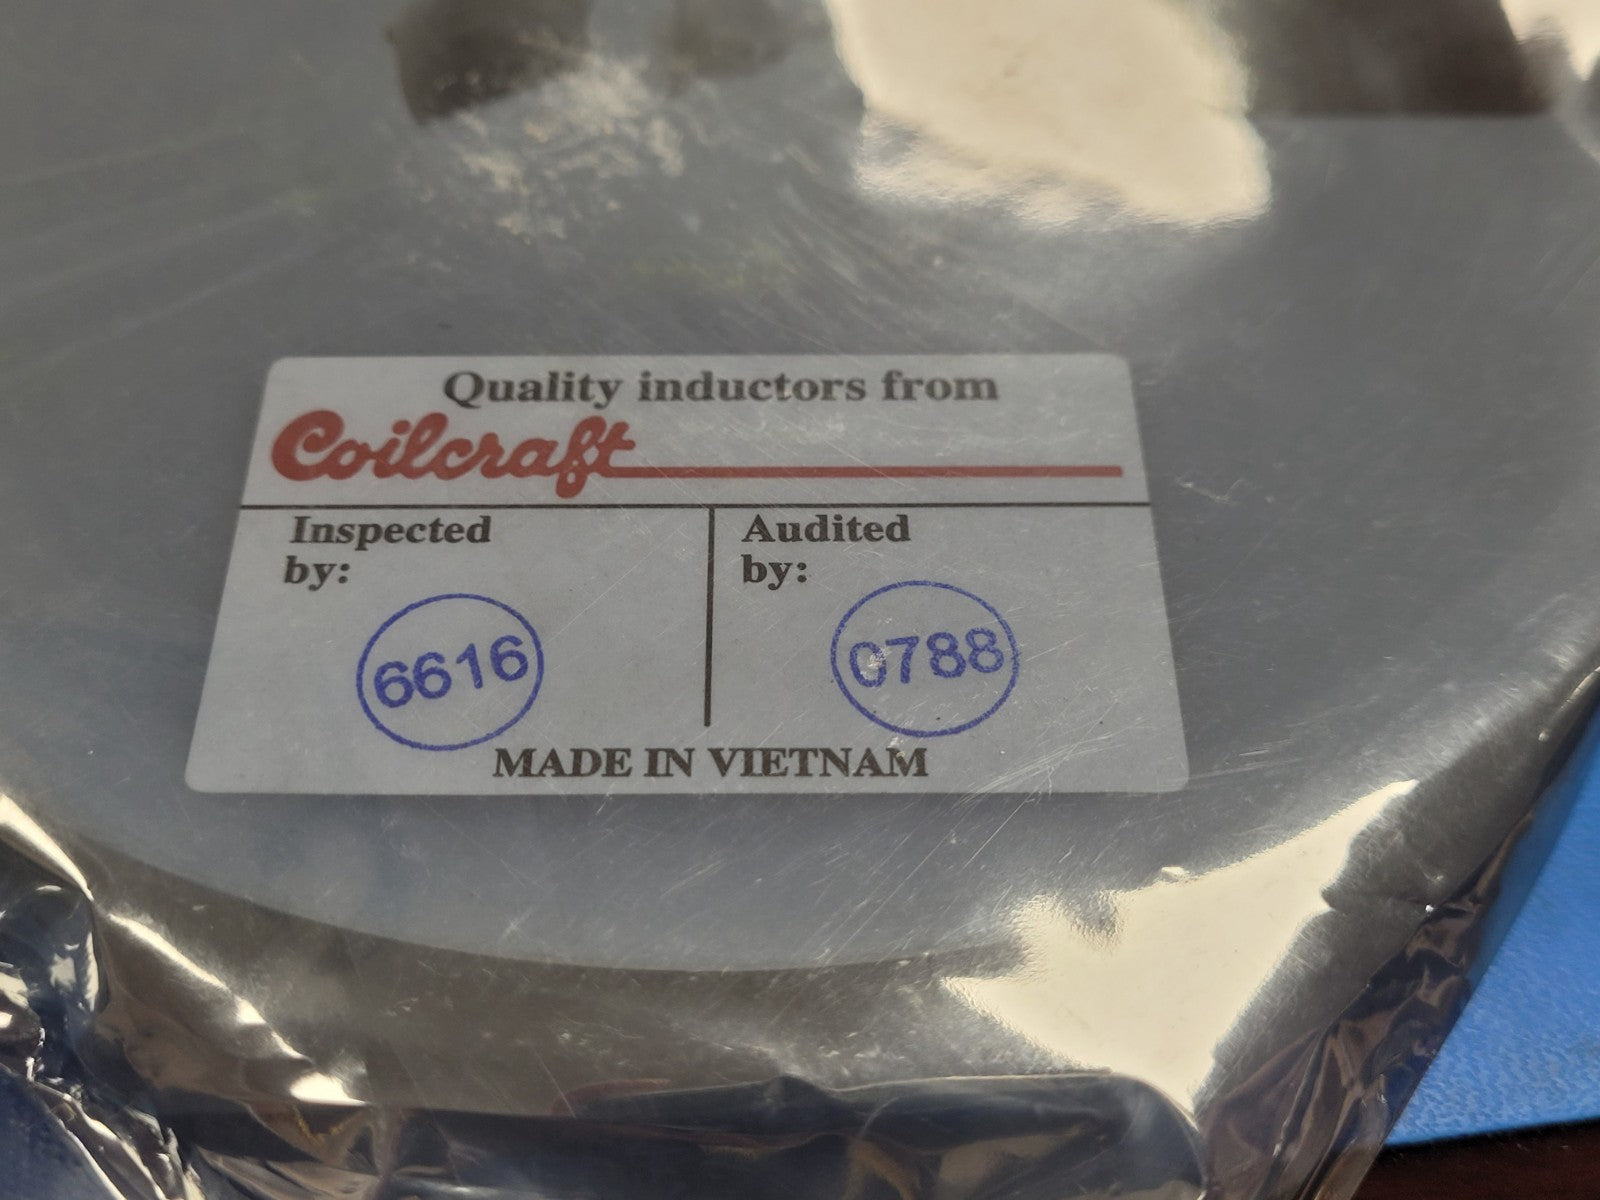 Quality inductors from
Coilcraft
Inspected
by:
6616
Audited
by:
0788
MADE IN VIETNAM